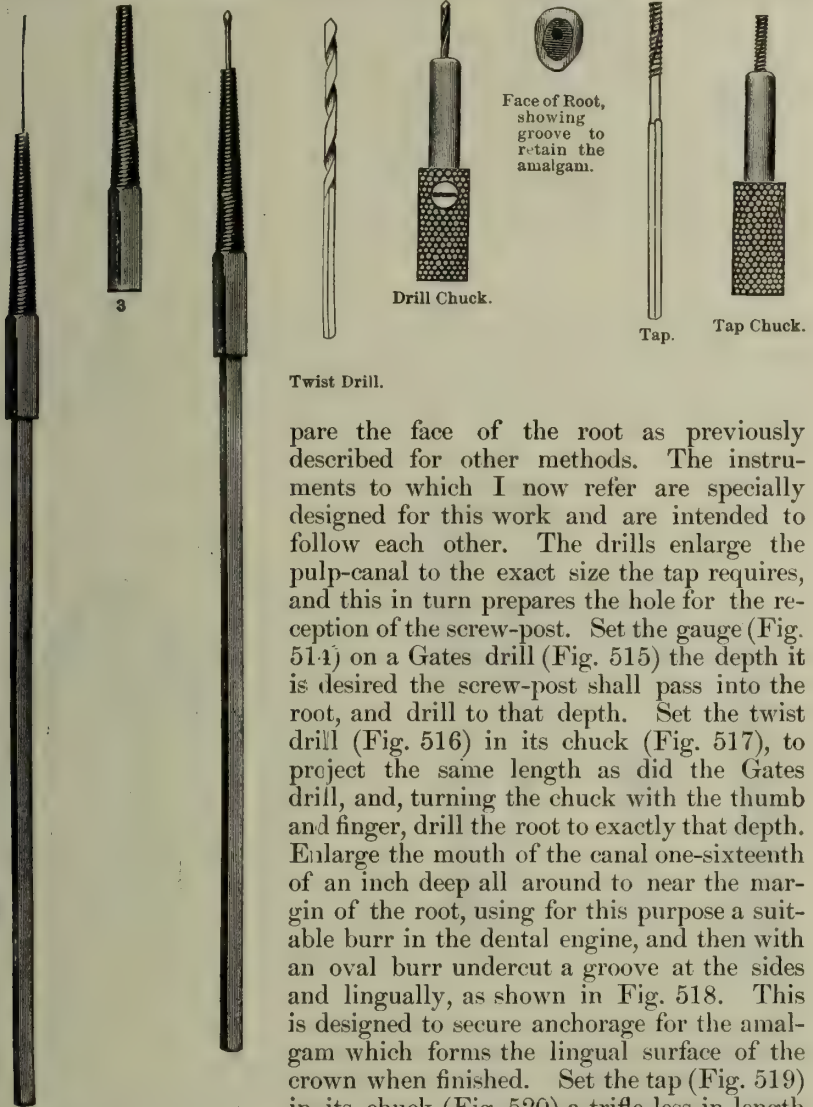 Face of Root,
showing
groove to
retain the
amalgam.
3
Drill Chuck.
Tap.
Tap Chuck.
Twist Drill.
pare the face of the root as previously
described for other methods. The instru-
ments to which I now refer are specially
designed for this work and are intended to
follow each other. The drills enlarge the
pulp-canal to the exact size the tap requires,
and this in turn prepares the hole for the re-
ception of the screw-post. Set the gauge (Fig.
514) on a Gates drill (Fig. 515) the depth it
is desired the screw-post shall pass into the
root, and drill to that depth. Set the twist
drill (Fig. 516) in its chuck (Fig. 517), to
project the same length as did the Gates
drill, and, turning the chuck with the thumb
and finger, drill the root to exactly that depth.
Enlarge the mouth of the canal one-sixteenth
of an inch deep all around to near the mar-
gin of the root, using for this purpose a suit-
able burr in the dental engine, and then with
an oval burr undercut a groove at the sides
and lingually, as shown in Fig. 518. This
is designed to secure anchorage for the amal-
gam which forms the lingual surface of the
crown when finished. Set the tap (Fig. 519)
in its chuck (Fig. 520) a trifle less in length